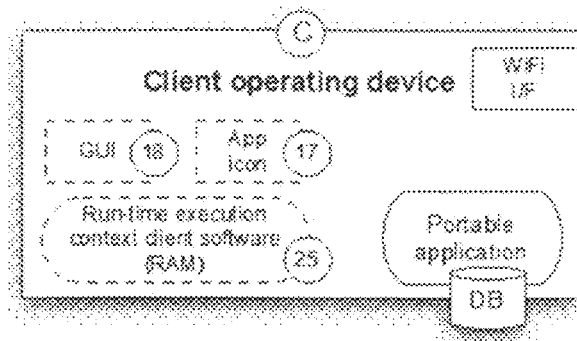 C
Client operating device
WiFi
I/F
GUI 18
App
icon 17
Run-time execution
context client software
(RAM) 25
Portable
application
DB